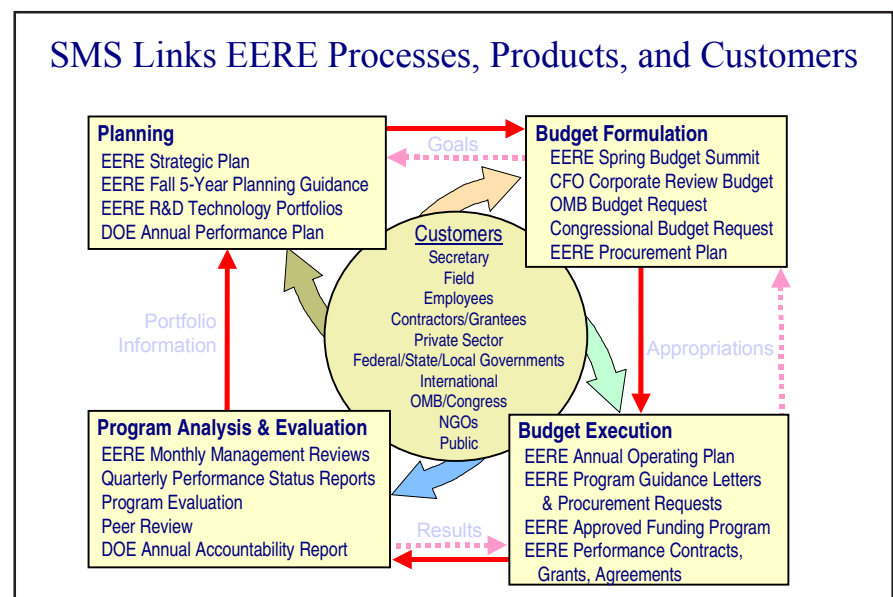 SMS Links EERE Processes, Products, and Customers
Planning
EERE Strategic Plan
EERE Fall 5-Year Planning Guidance
EERE R&D Technology Portfolios
DOE Annual Performance Plan
Goals
Budget Formulation
EERE Spring Budget Summit
CFO Corporate Review Budget
OMB Budget Request
Congressional Budget Request
EERE Procurement Plan
Customers
Secretary
Field
Employees
Contractors/Grantees
Private Sector
Federal/State/Local Governments
International
OMB/Congress
NGOs
Public
Portfolio
Information
Appropriations
Program Analysis & Evaluation
EERE Monthly Management Reviews
Quarterly Performance Status Reports
Program Evaluation
Peer Review
DOE Annual Accountability Report
Results
Budget Execution
EERE Annual Operating Plan
EERE Program Guidance Letters
& Procurement Requests
EERE Approved Funding Program
EERE Performance Contracts,
Grants, Agreements